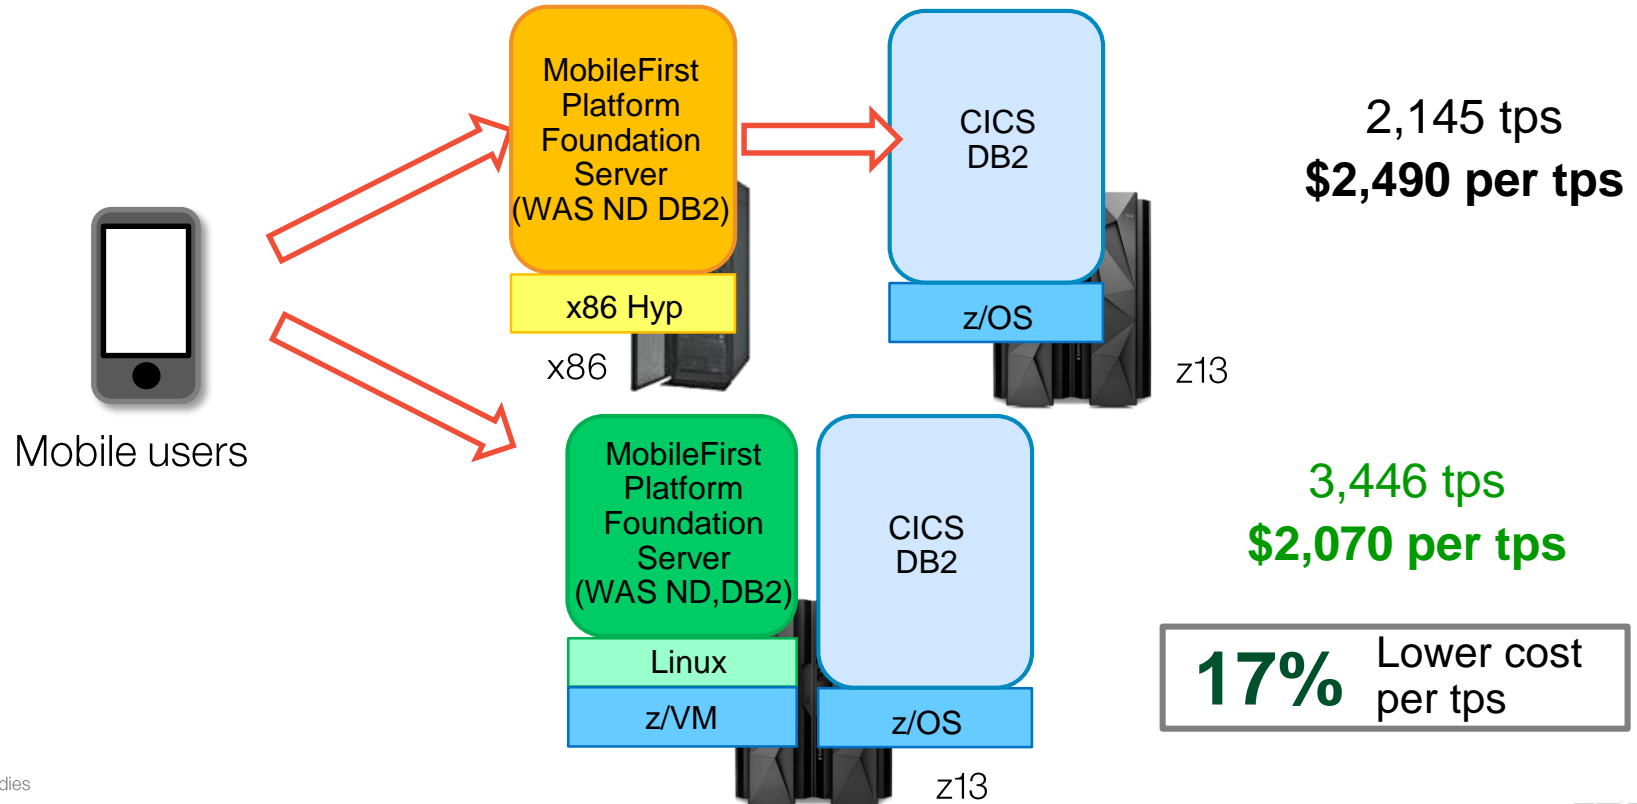 MobileFirst
Platform
Foundation
Server
(WAS ND DB2)
x86 Hyp
x86
CICS
DB2
z/OS
z13
2,145 tps
$2,490 per tps
Mobile users
MobileFirst
Platform
Foundation
Server
(WAS ND,DB2)
Linux
z/VM
CICS
DB2
z/OS
z13
3,446 tps
$2,070 per tps
17% Lower cost
per tps
dies